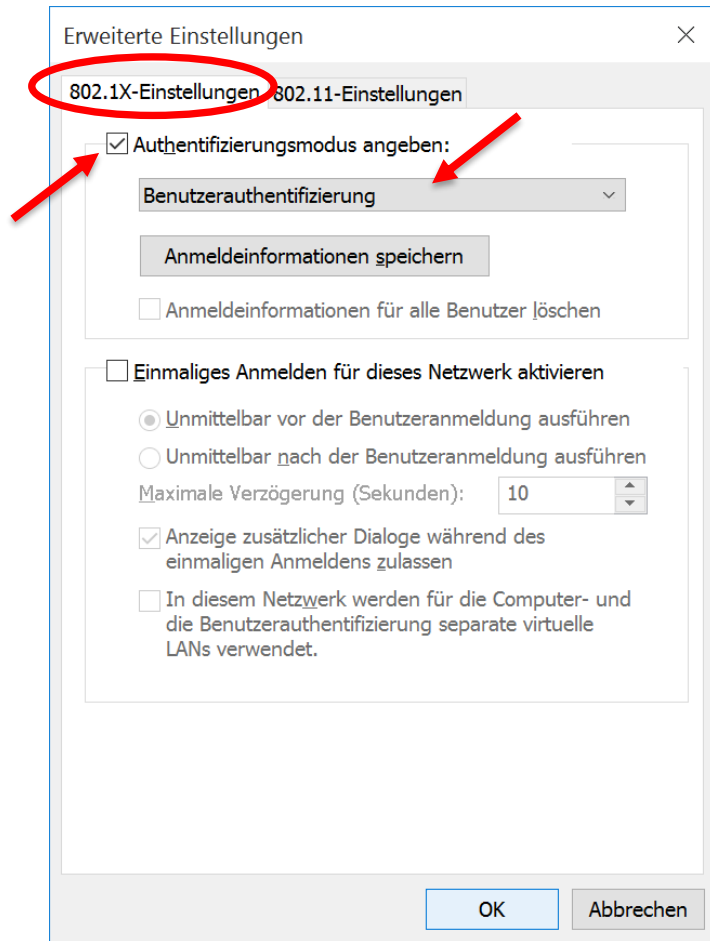 Erweiterte Einstellungen
802.1X-Einstellungen 802.11-Einstellungen
Authentifizierungsmodus angeben:
Benutzerauthentifizierung
Anmeldeinformationen speichern
Anmeldeinformationen für alle Benutzer löschen
Einmaliges Anmelden für dieses Netzwerk aktivieren
Unmittelbar vor der Benutzeranmeldung ausführen
Unmittelbar nach der Benutzeranmeldung ausführen
Maximale Verzögerung (Sekunden): 10
Anzeige zusätzlicher Dialoge während des
einmaligen Anmeldens zulassen
In diesem Netzwerk werden für die Computer- und
die Benutzerauthentifizierung separate virtuelle
LANs verwendet.
OK Abbrechen